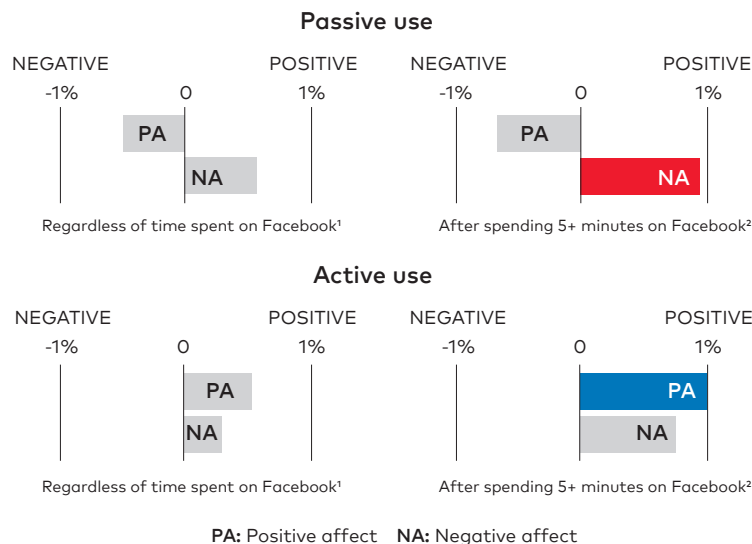 Passive use
NEGATIVE POSITIVE NEGATIVE POSITIVE
-1% 0 1% -1% 0 1%
PA PA
NA NA
Regardless of time spent on Facebook¹ After spending 5+ minutes on Facebook²
Active use
NEGATIVE POSITIVE NEGATIVE POSITIVE
-1% 0 1% -1% 0 1%
PA PA
NA NA
Regardless of time spent on Facebook¹ After spending 5+ minutes on Facebook²
PA: Positive affect NA: Negative affect